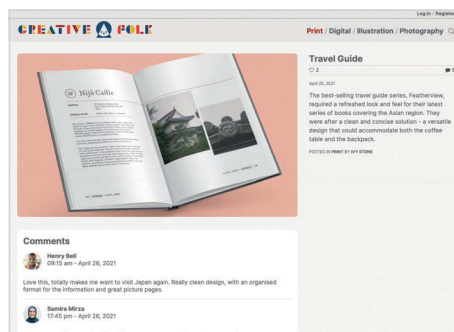 Log in / Register
CREATIVE FOLK
Print / Digital / Illustration / Photography
Nijō Castle
Travel Guide
♡ 2
April 25, 2021
The best-selling travel guide series, Featherview,
required a refreshed look and feel for their latest
series of books covering the Asian region. They
were after a clean and concise solution - a versatile
design that could accommodate both the coffee
table and the backpack.
POSTED IN PRINT BY IVY STONE
Comments
Henry Bell
09:15 am - April 26, 2021
Love this, totally makes me want to visit Japan again. Really clean design, with an organised
format for the information and great picture pages.
Samira Mirza
17:45 pm - April 26, 2021